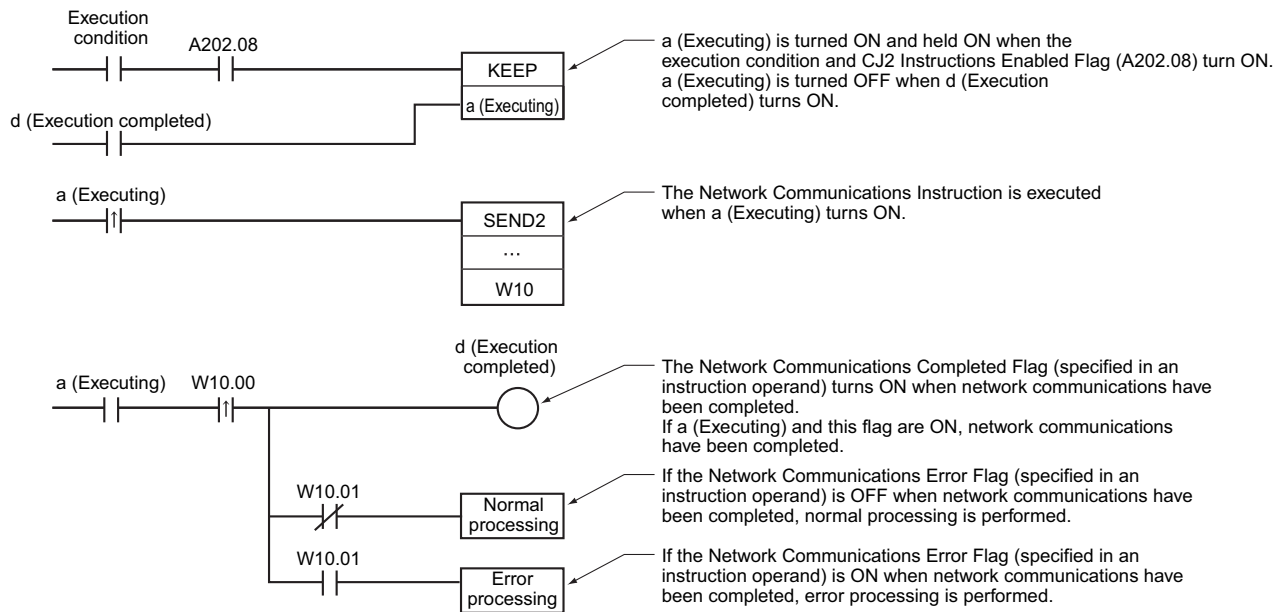 Execution
condition
A202.08
KEEP
a (Executing)
d (Execution completed)
a (Executing) is turned ON and held ON when the
execution condition and CJ2 Instructions Enabled Flag (A202.08) turn ON.
a (Executing) is turned OFF when d (Execution
completed) turns ON.
a (Executing)
↑
SEND2
...
W10
The Network Communications Instruction is executed
when a (Executing) turns ON.
a (Executing)
W10.00
↑
d (Execution
completed)
The Network Communications Completed Flag (specified in an
instruction operand) turns ON when network communications have
been completed.
If a (Executing) and this flag are ON, network communications
have been completed.
W10.01
Normal
processing
If the Network Communications Error Flag (specified in an
instruction operand) is OFF when network communications have
been completed, normal processing is performed.
W10.01
Error
processing
If the Network Communications Error Flag (specified in an
instruction operand) is ON when network communications have
been completed, error processing is performed.